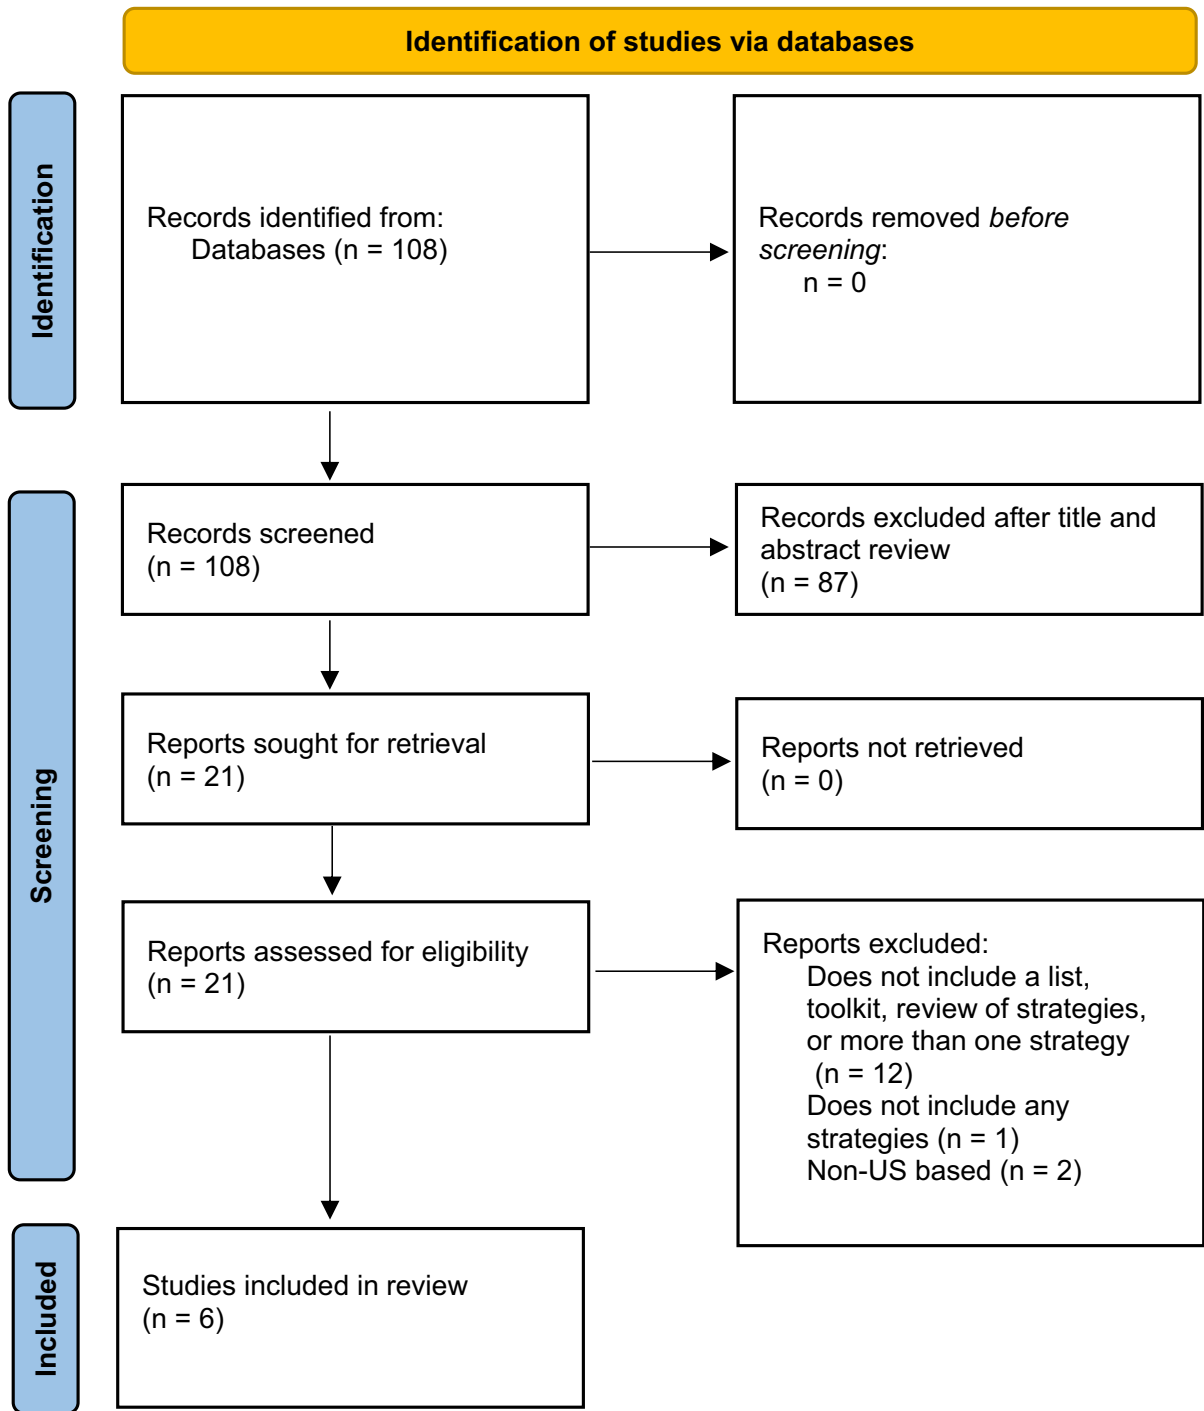 Identification of studies via databases
Identification
Records identified from:
Databases (n = 108)
Records removed before
screening:
n = 0
Screening
Records screened
(n = 108)
Records excluded after title and
abstract review
(n = 87)
Reports sought for retrieval
(n = 21)
Reports not retrieved
(n = 0)
Reports assessed for eligibility
(n = 21)
Reports excluded:
Does not include a list,
toolkit, review of strategies,
or more than one strategy
(n = 12)
Does not include any
strategies (n = 1)
Non-US based (n = 2)
Included
Studies included in review
(n = 6)